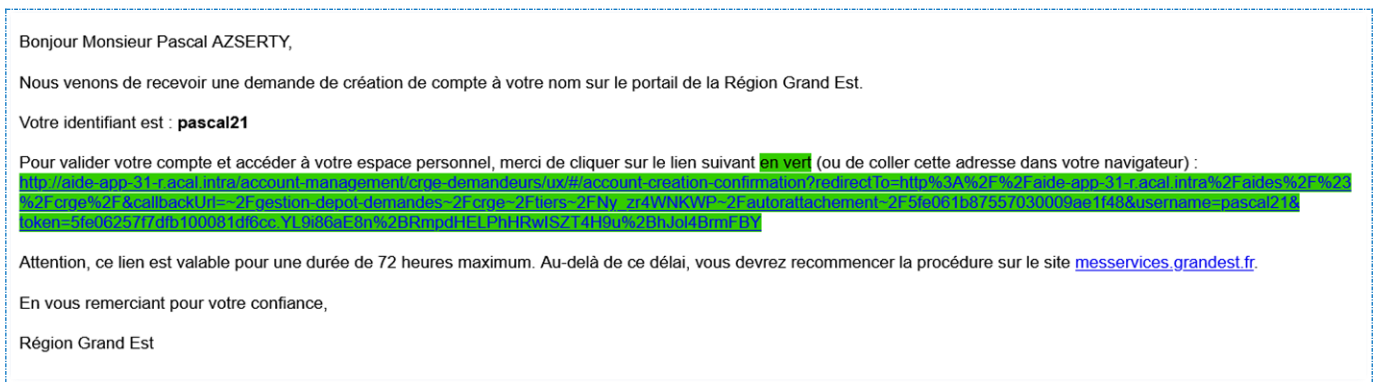 Bonjour Monsieur Pascal AZSERTY,
Nous venons de recevoir une demande de création de compte à votre nom sur le portail de la Région Grand Est.
Votre identifiant est : pascal21
Pour valider votre compte et accéder à votre espace personnel, merci de cliquer sur le lien suivant en vert (ou de coller cette adresse dans votre navigateur) :
http://aide-app-31-r.acal.intra/account-management/crge-demandeurs/ux/#/account-creation-confirmation?redirectTo=http%3A%2F%2Faide-app-31-r.acal.intra%2Faides%2F%23
%2Fcrge%2F&callbackUrl=~2Fgestion-depot-demandes~2Fcrge~2Ftiers~2FNy_zr4WNKWP~2Fautorattachement~2F5fe061b87557030009ae1f48&username=pascal21&
token=5fe06257f7dfb100081df6cc.YL9i86aE8n%2BRmpdHELPhHRwISZT4H9u%2BhJol4BrmFBY
Attention, ce lien est valable pour une durée de 72 heures maximum. Au-delà de ce délai, vous devrez recommencer la procédure sur le site messervices.grandest.fr.
En vous remerciant pour votre confiance,
Région Grand Est